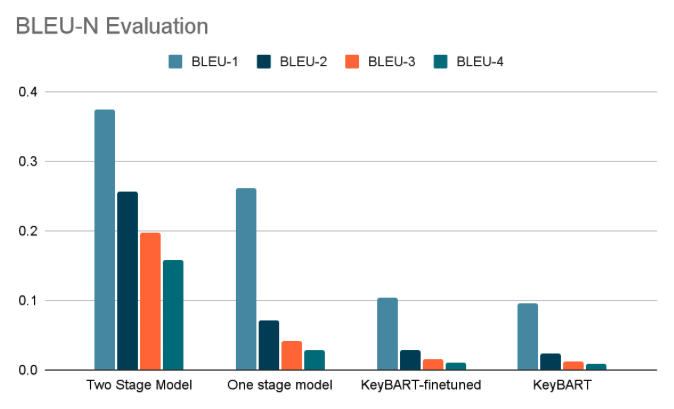 BLEU-N Evaluation
BLEU-1 BLEU-2 BLEU-3 BLEU-4
0.4
0.3
0.2
0.1
0.0
Two Stage Model One stage model KeyBART-finetuned KeyBART